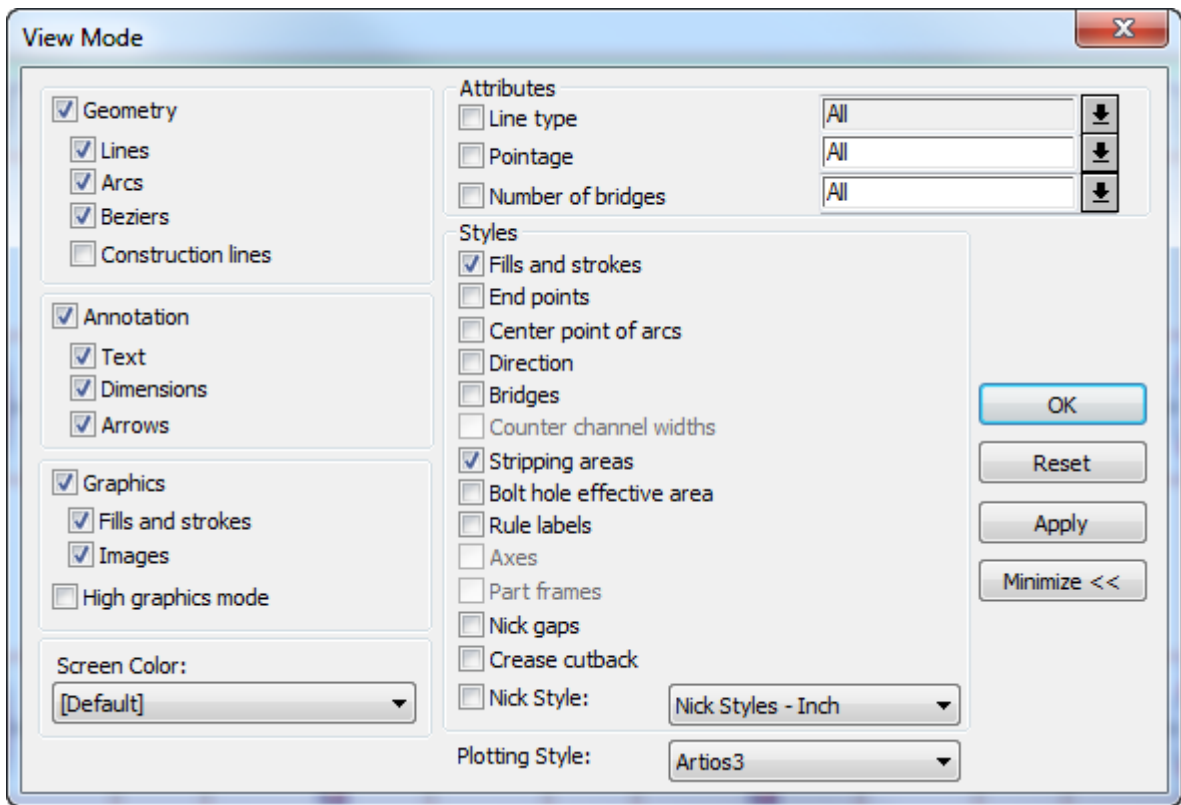 View Mode
Geometry
Lines
Arcs
Beziers
Construction lines
Annotation
Text
Dimensions
Arrows
Graphics
Fills and strokes
Images
High graphics mode
Screen Color:
[Default]
Attributes
Line type All
Pointage All
Number of bridges All
Styles
Fills and strokes
End points
Center point of arcs
Direction
Bridges
Counter channel widths
Stripping areas
Bolt hole effective area
Rule labels
Axes
Part frames
Nick gaps
Crease cutback
Nick Style: Nick Styles - Inch
Plotting Style: Artios3
OK
Reset
Apply
Minimize <<